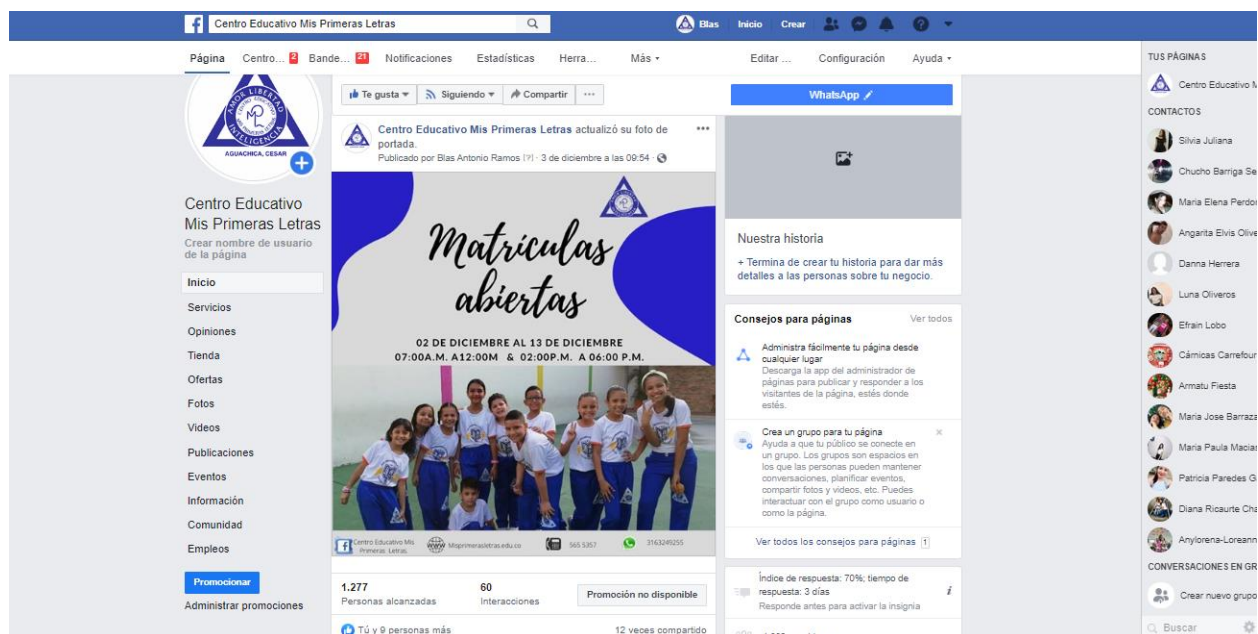 Centro Educativo Mis Primeras Letras
Blas Inicio Crear
Página Centro... 2 Bande... 21 Notificaciones Estadísticas Herra... Más Editar ... Configuración Ayuda
AMOR LIBERTAD
INTELIGENCIA
AGUACHICA, CESAR
Centro Educativo
Mis Primeras Letras
Crear nombre de usuario
de la página
Inicio
Servicios
Opiniones
Tienda
Ofertas
Fotos
Videos
Publicaciones
Eventos
Información
Comunidad
Empleos
Promocionar
Administrar promociones
Te gusta Siguiendo Compartir ...
Centro Educativo Mis Primeras Letras actualizó su foto de
portada.
Publicado por Blas Antonio Ramos [?] · 3 de diciembre a las 09:54 ·
Matrículas
abiertas
02 DE DICIEMBRE AL 13 DE DICIEMBRE
07:00A.M. A12:00M & 02:00P.M. A 06:00 P.M.
Centro Educativo Mis
Primeras Letras
www Misprimerasletras.edu.co
565 5357
3163249255
1.277
Personas alcanzadas
60
Interacciones
Promoción no disponible
Tú y 9 personas más
12 veces compartido
WhatsApp
Nuestra historia
+ Termina de crear tu historia para dar más
detalles a las personas sobre tu negocio.
Consejos para páginas Ver todos
Administra fácilmente tu página desde
cualquier lugar
Descarga la app del administrador de
páginas para publicar y responder a los
visitantes de la página, estés donde
estés.
Crea un grupo para tu página
Ayuda a que tu público se conecte en
un grupo. Los grupos son espacios en
los que las personas pueden mantener
conversaciones, planificar eventos,
compartir fotos y videos, etc. Puedes
interactuar con el grupo como usuario o
como la página.
Ver todos los consejos para páginas 1
Índice de respuesta: 70%; tiempo de
respuesta: 3 días
Responde antes para activar la insignia
TUS PÁGINAS
Centro Educativo M
CONTACTOS
Silvia Juliana
Chucho Barriga Se
Maria Elena Perdor
Angarita Elvis Olive
Danna Herrera
Luna Oliveros
Efrain Lobo
Cárnicas Carrefour
Armatu Fiesta
Maria Jose Barraza
Maria Paula Macias
Patricia Paredes G
Diana Ricaurte Cha
Anylorena-Loreann
CONVERSACIONES EN GR
Crear nuevo grupo
Buscar